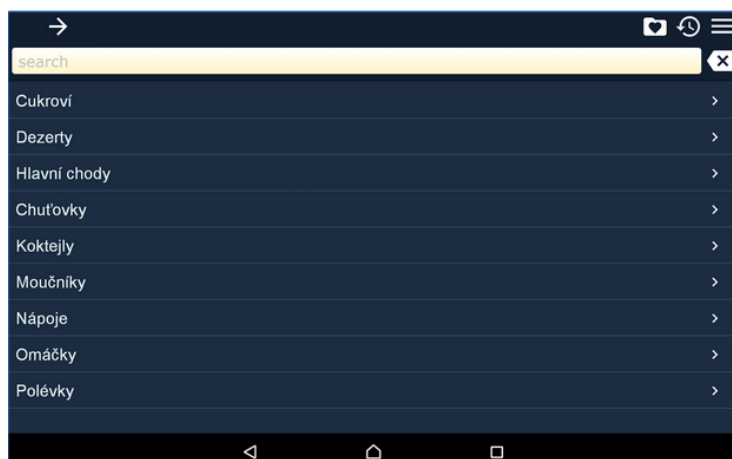 search
Cukroví
Dezerty
Hlavní chody
Chuťovky
Koktejly
Moučníky
Nápoje
Omáčky
Polévky